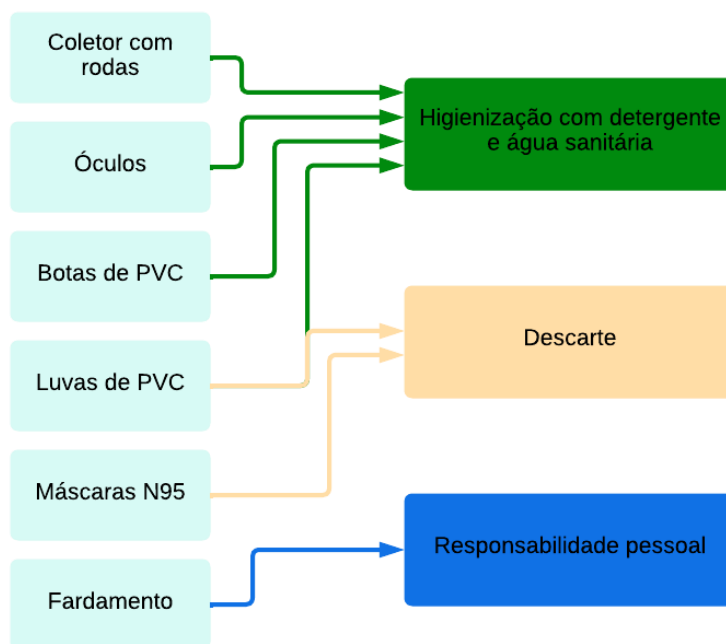 Coletor com
rodas
Óculos
Botas de PVC
Luvas de PVC
Máscaras N95
Fardamento
Higienização com detergente
e água sanitária
Descarte
Responsabilidade pessoal